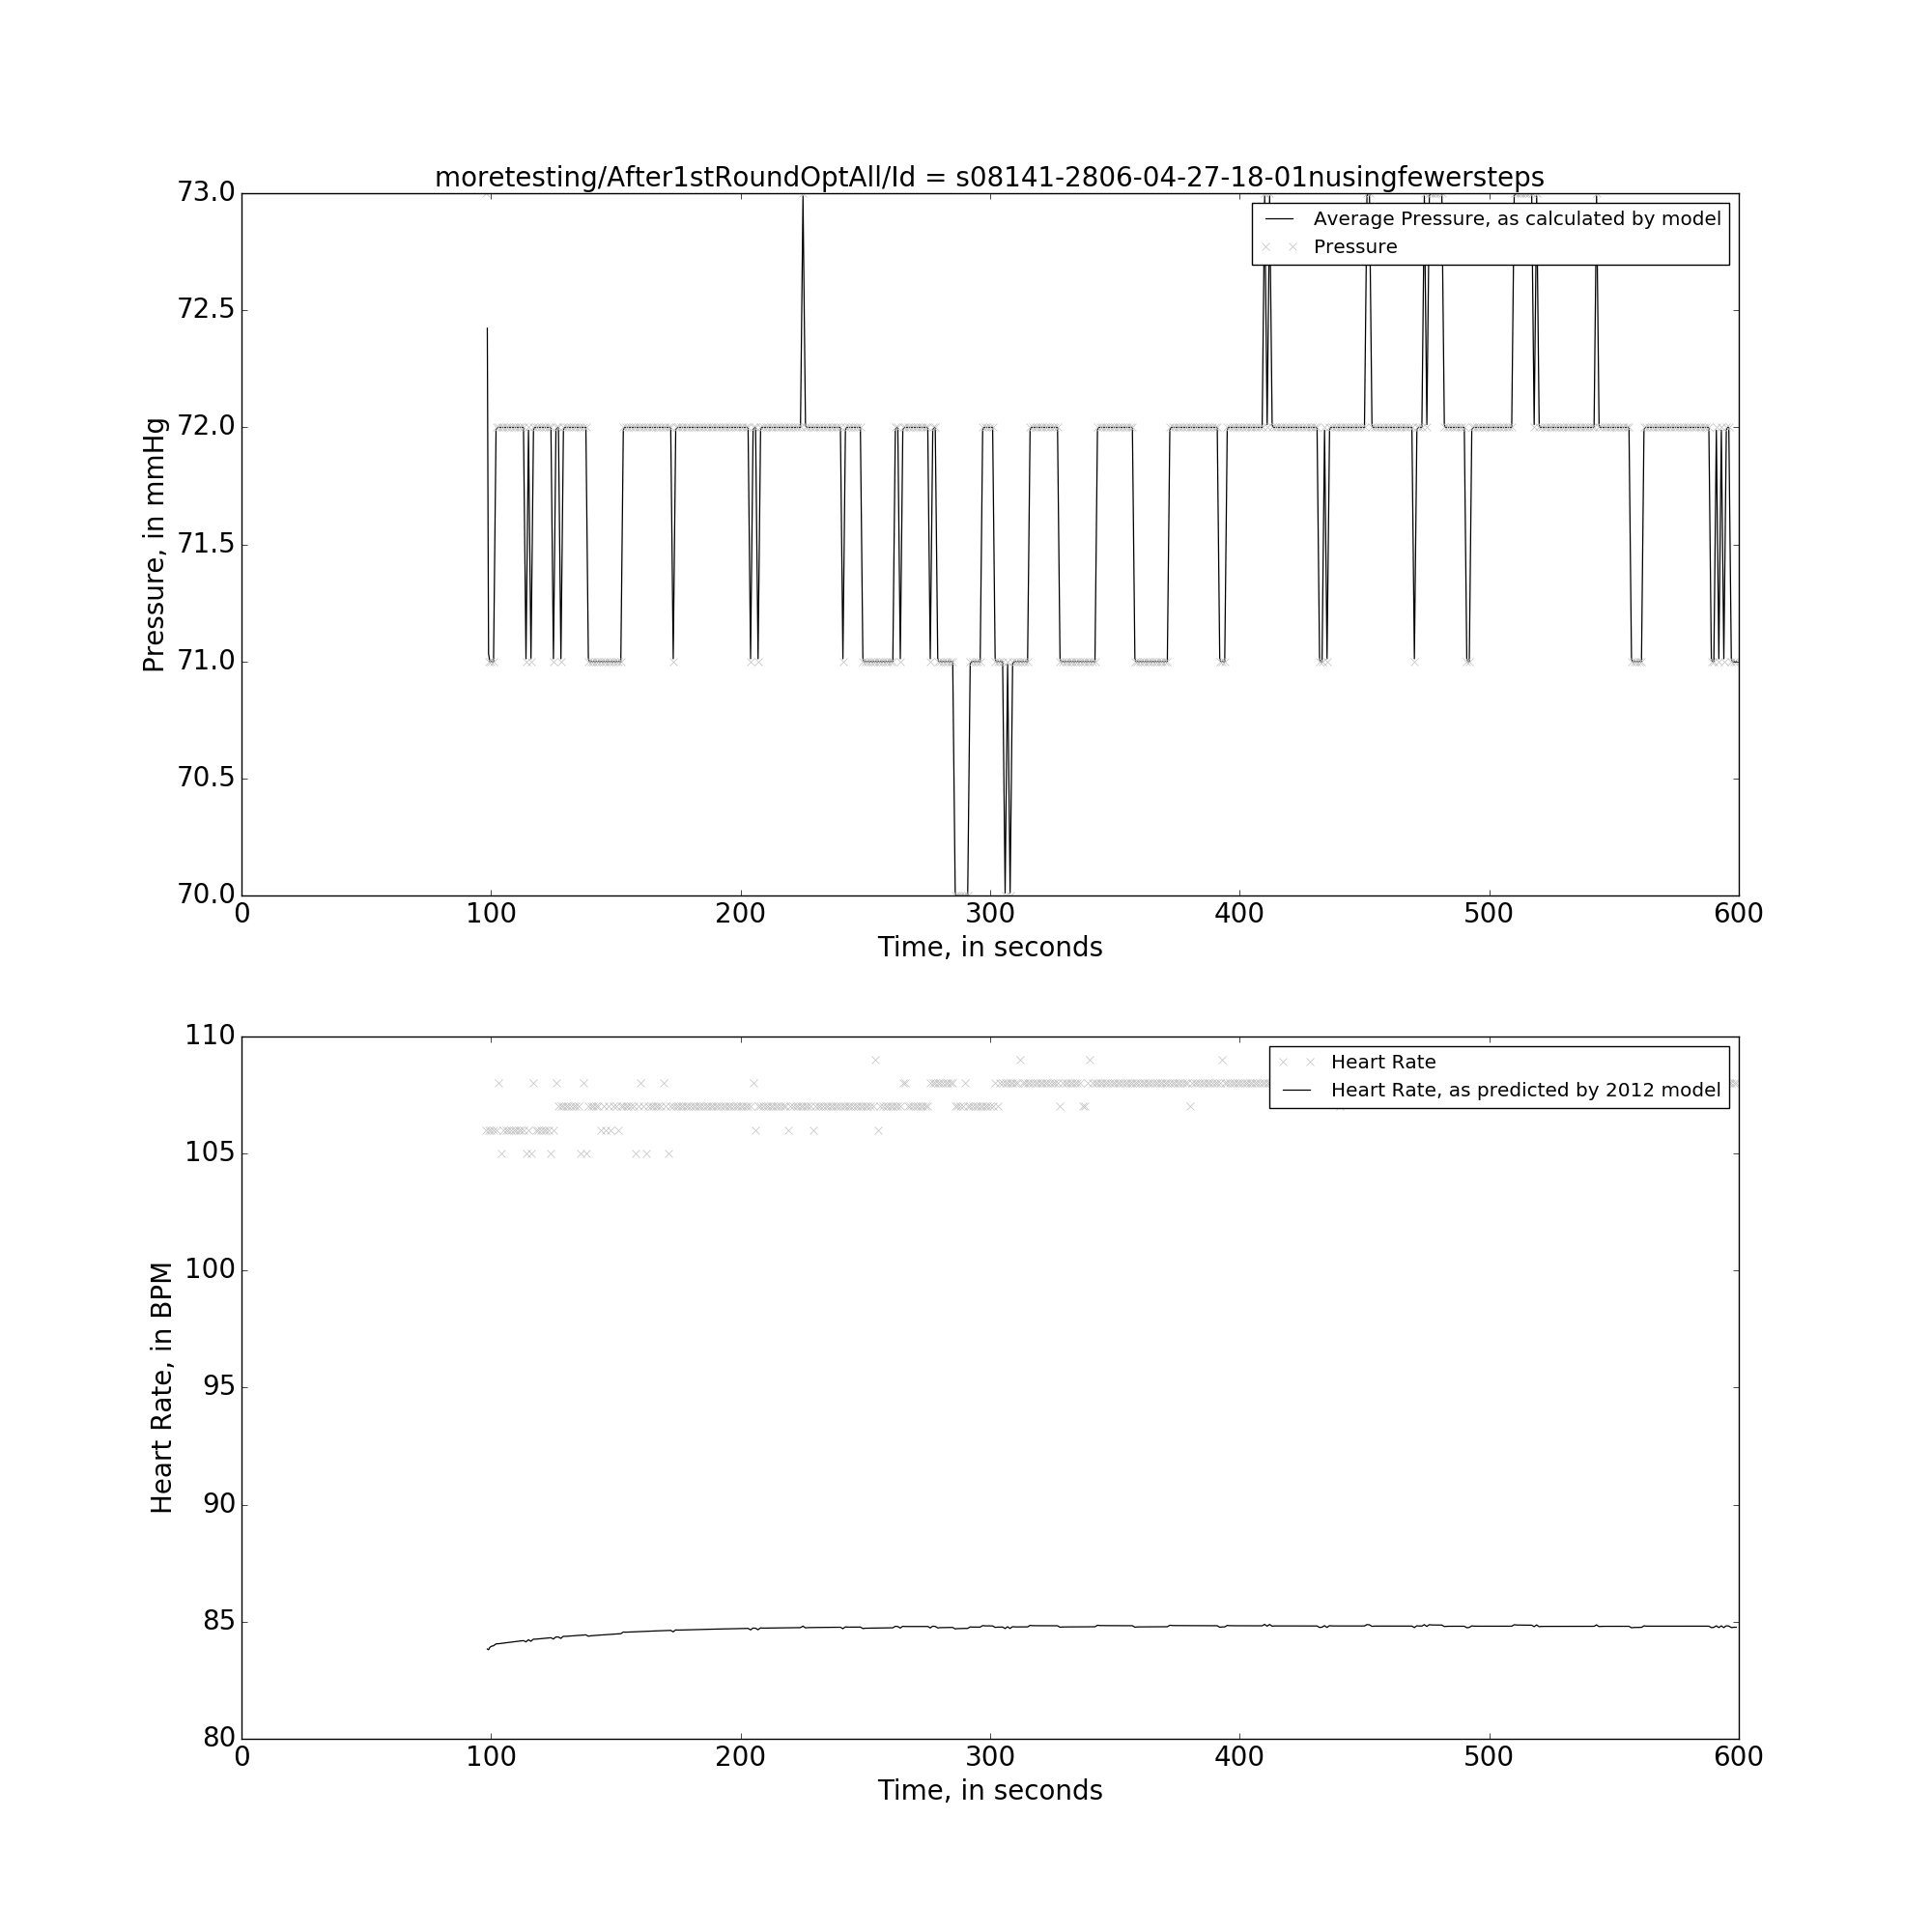 moretesting/After1stRoundOptAll/Id = s08141-2806-04-27-18-01nusingfewersteps
73.0
72.5
72.0
71.5
71.0
70.5
70.0
Pressure, in mmHg
Average Pressure, as calculated by model
Pressure
0 100 200 300 400 500 600
Time, in seconds
110
105
100
95
90
85
80
Heart Rate, in BPM
Heart Rate
Heart Rate, as predicted by 2012 model
0 100 200 300 400 500 600
Time, in seconds